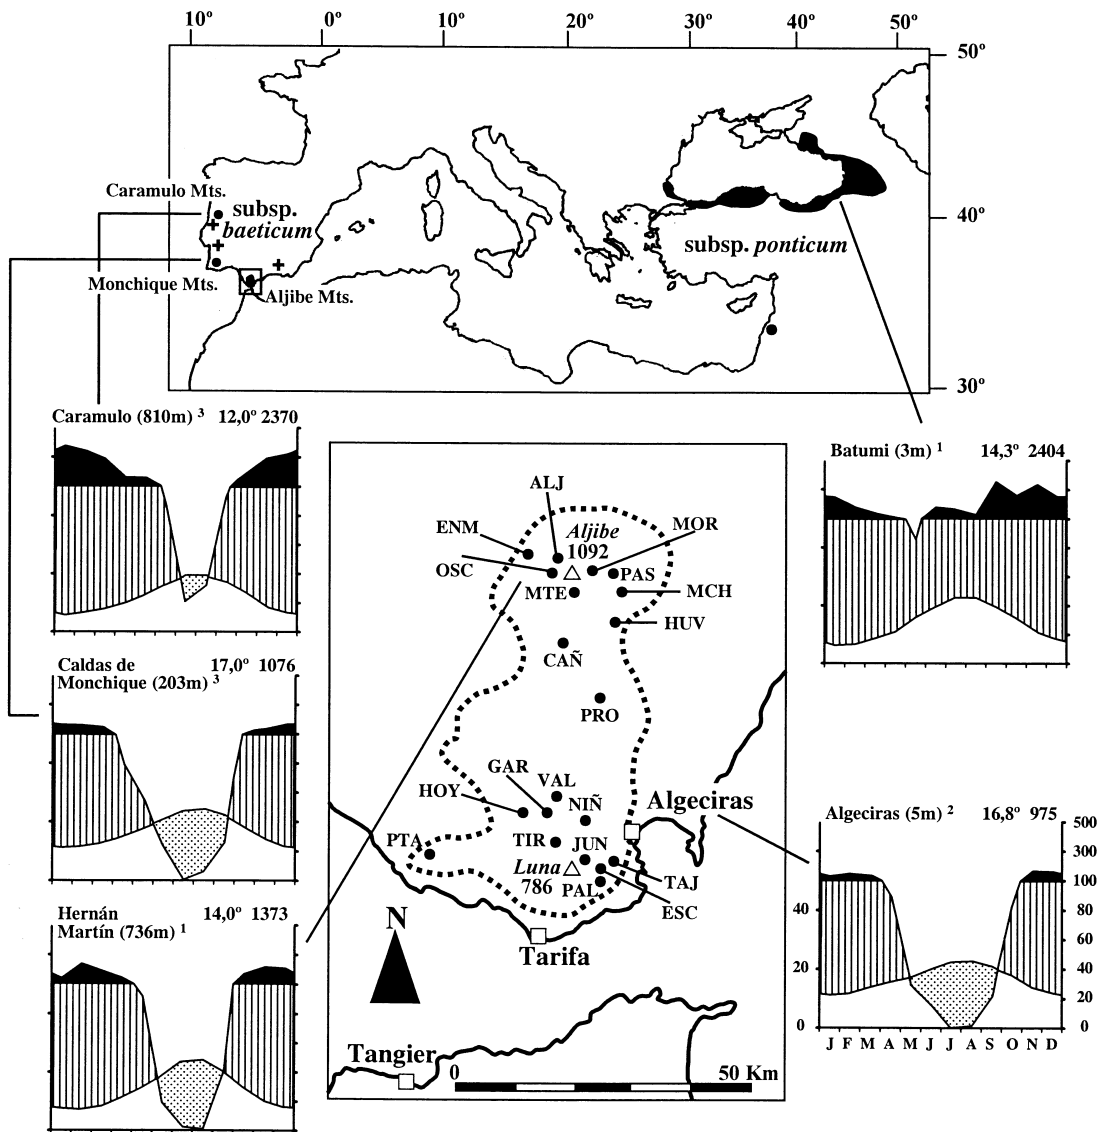 10º 0º 10º 20º 30º 40º 50º
50º
40º
30º
Caramulo Mts.
subsp.
baeticum
Monchique Mts.
Aljibe Mts.
subsp. ponticum
Caramulo (810m) 3 12,0º 2370
Caldas de
Monchique (203m) 3 17,0º 1076
Hernán
Martín (736m) 1 14,0º 1373
ALJ
ENM
Aljibe
1092
MOR
OSC
PAS
MTE
MCH
HUV
CAÑ
PRO
GAR
VAL
HOY
NIÑ
Algeciras
PTA
TIR
JUN
Luna
786
TAJ
PAL
ESC
N
Tarifa
Tangier
0 50 Km
Batumi (3m) 1 14,3º 2404
Algeciras (5m) 2 16,8º 975
500
300
100
40 80
60
20 40
20
0 0
J F M A M J J A S O N D